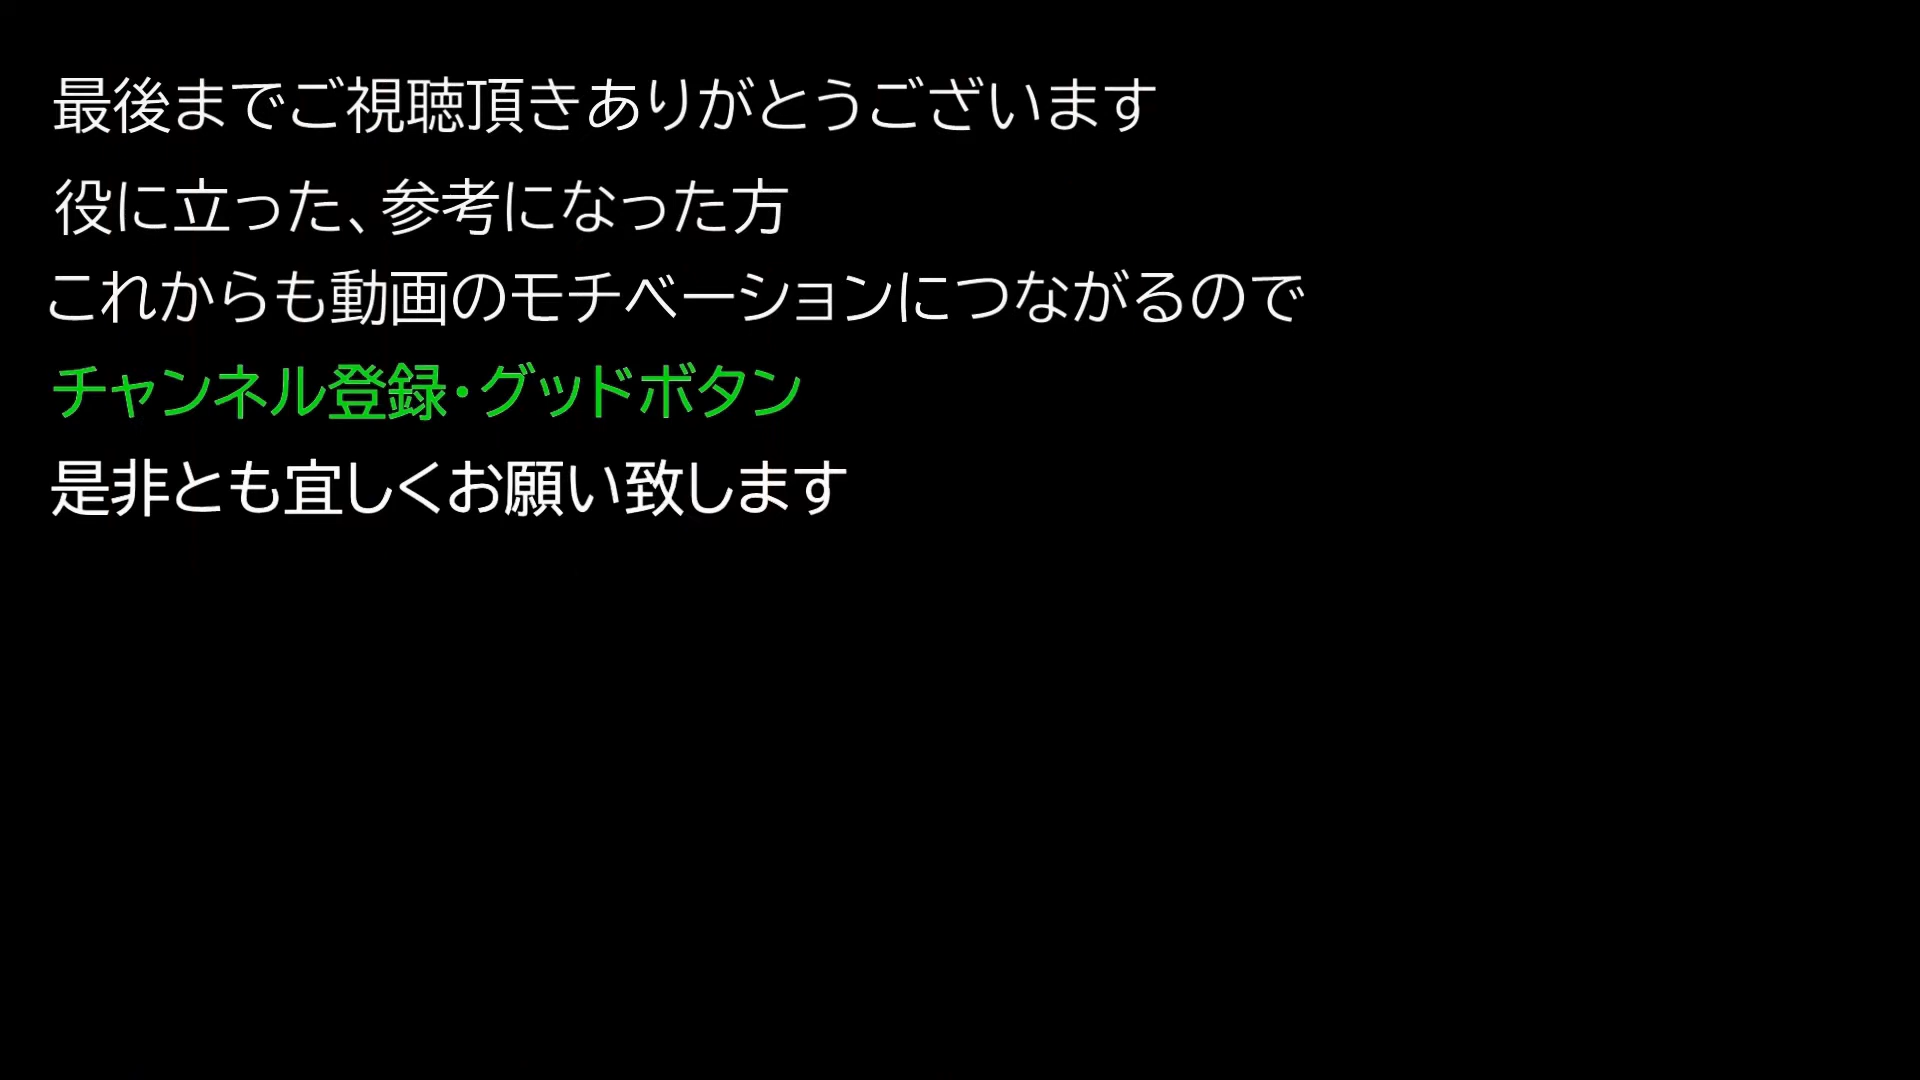 最後までご視聴頂きありがとうございます
役に立った、参考になった方
これからも動画のモチベーションにつながるので
チャンネル登録・グッドボタン
是非とも宜しくお願い致します